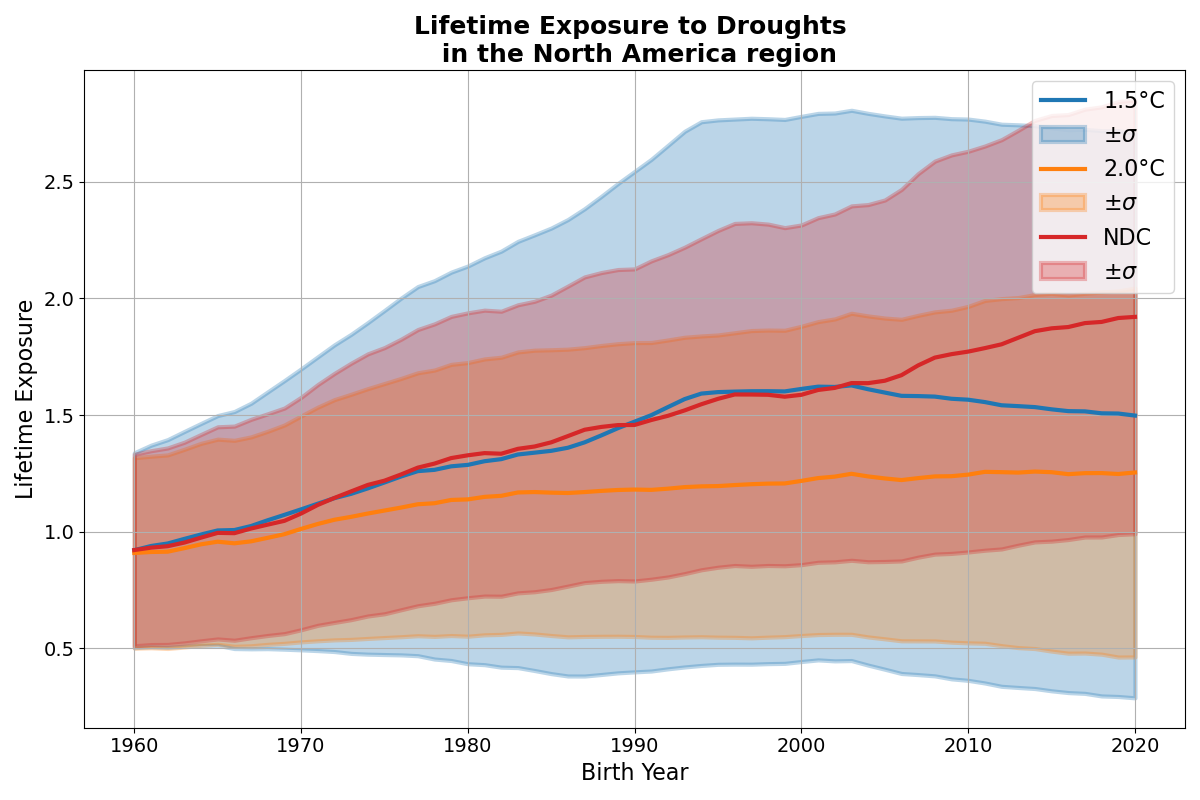 Lifetime Exposure to Droughts
in the North America region
Lifetime Exposure
2.5
2.0
1.5
1.0
0.5
1.5°C
±σ
2.0°C
±σ
NDC
±σ
1960 1970 1980 1990 2000 2010 2020
Birth Year